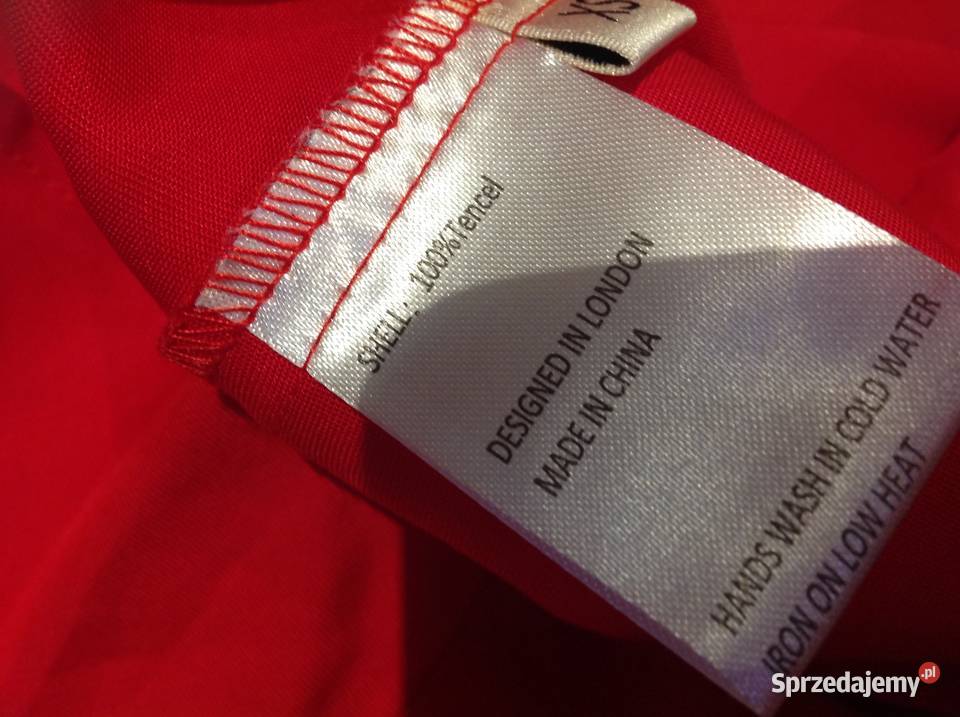 XS
SHELL: 100%Tencel
DESIGNED IN LONDON
MADE IN CHINA
HANDS WASH IN COLD WATER
IRON ON LOW HEAT
Sprzedajemy.pl